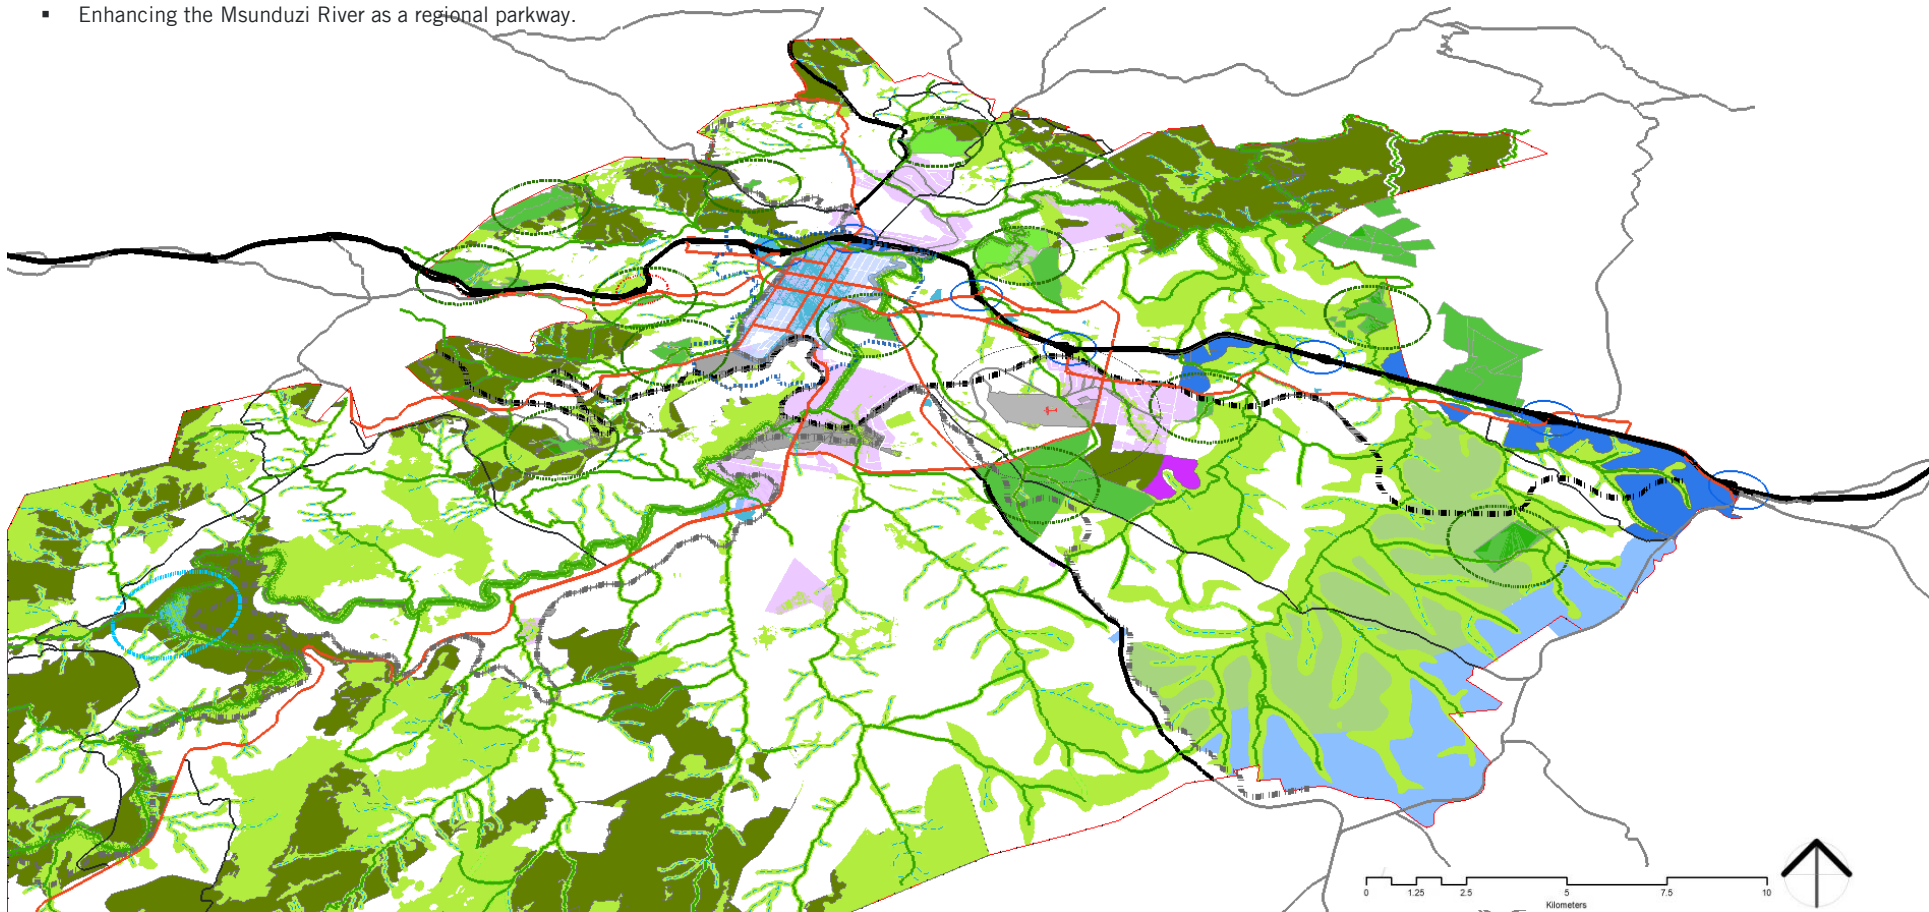 ▪ Enhancing the Msunduzi River as a regional parkway.
0 1.25 2.5 5 7.5 10
Kilometers